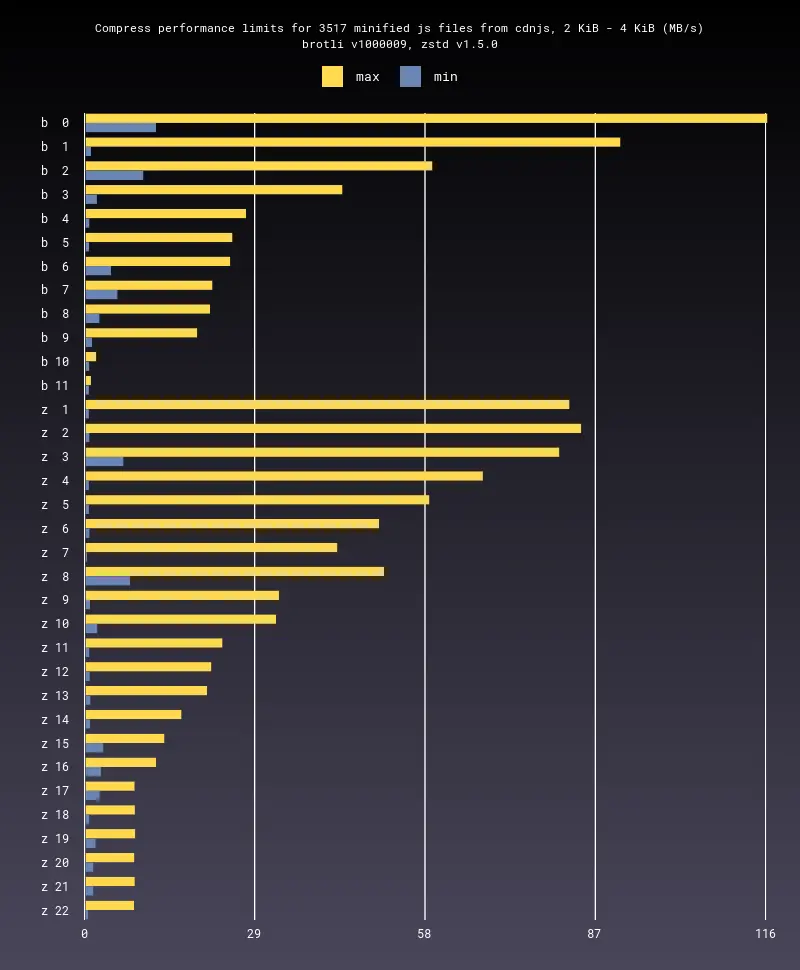 Compress performance limits for 3517 minified js files from cdnjs, 2 KiB - 4 KiB (MB/s)
brotli v1000009, zstd v1.5.0
max min
b 0
b 1
b 2
b 3
b 4
b 5
b 6
b 7
b 8
b 9
b 10
b 11
z 1
z 2
z 3
z 4
z 5
z 6
z 7
z 8
z 9
z 10
z 11
z 12
z 13
z 14
z 15
z 16
z 17
z 18
z 19
z 20
z 21
z 22
0 29 58 87 116